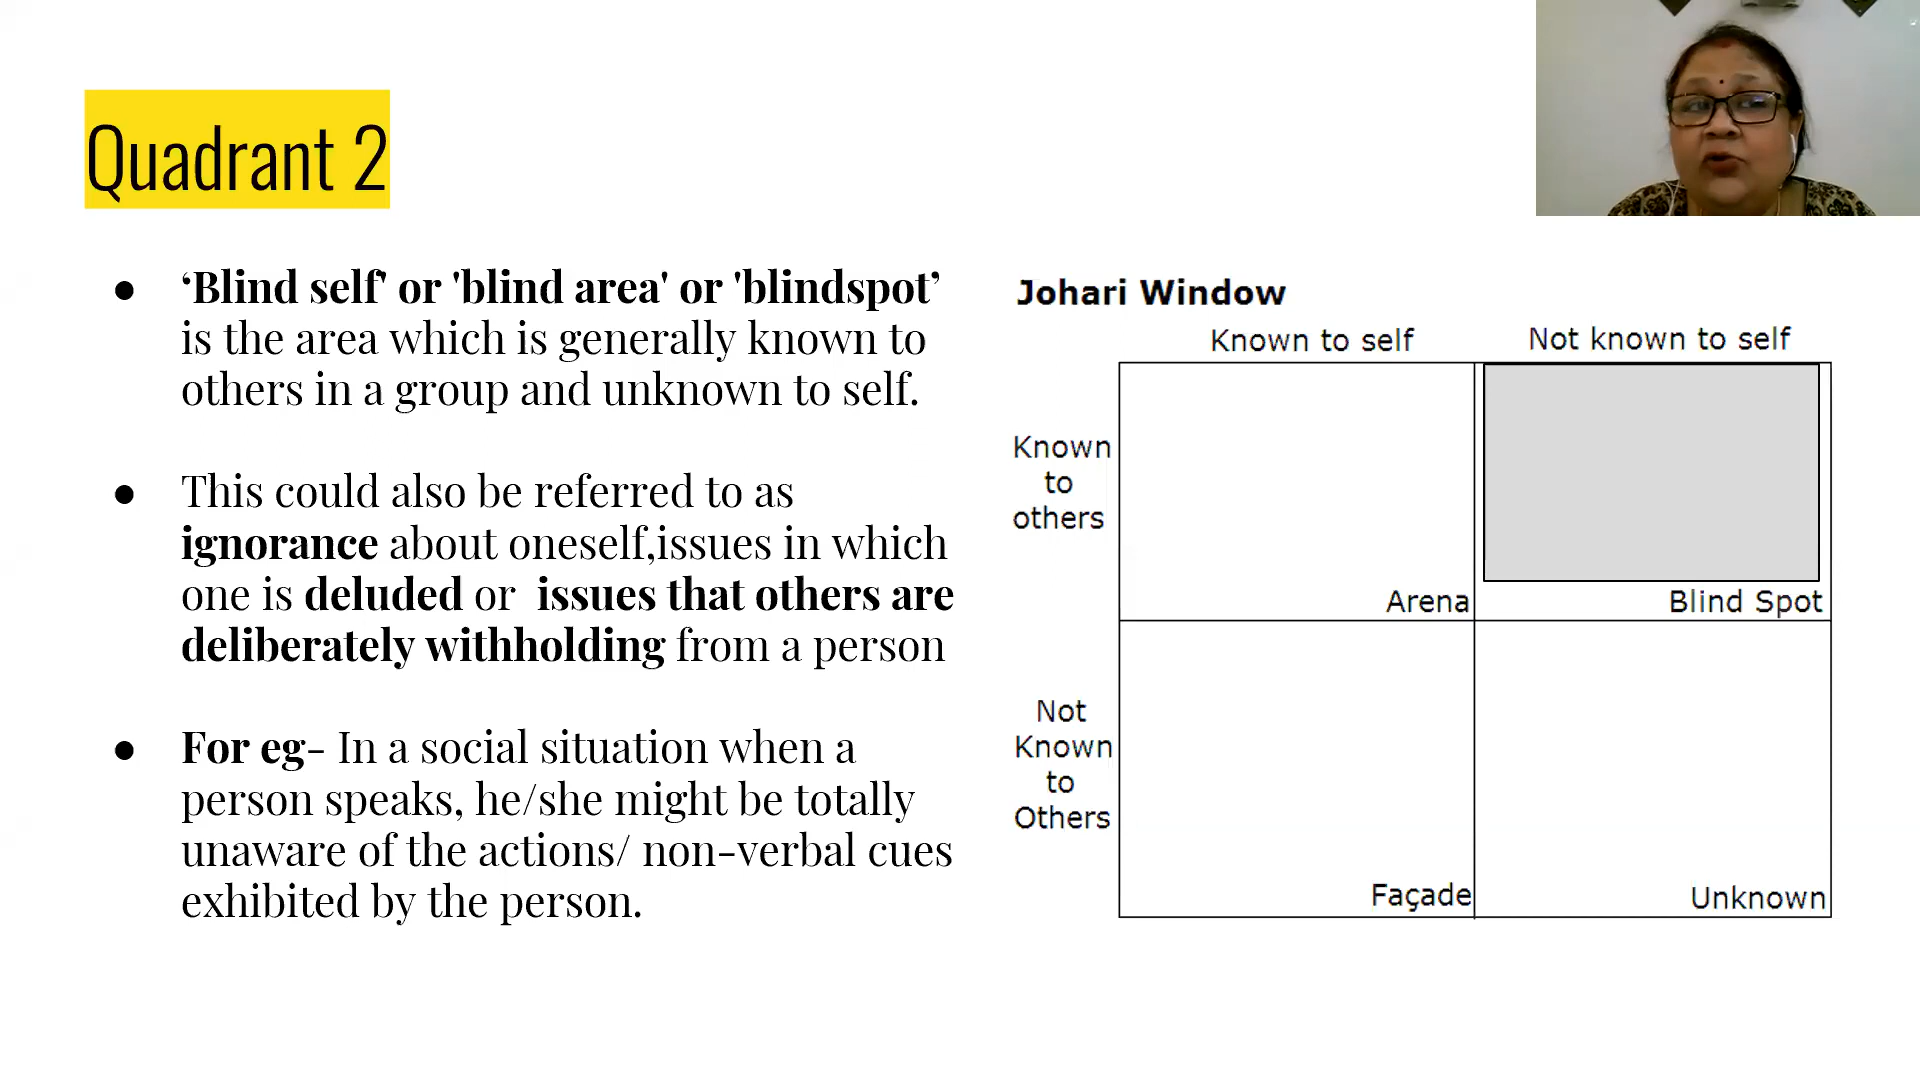 Quadrant 2
● ‘Blind self' or 'blind area' or 'blindspot’
is the area which is generally known to
others in a group and unknown to self.
● This could also be referred to as
ignorance about oneself,issues in which
one is deluded or  issues that others are
deliberately withholding from a person
● For eg- In a social situation when a
person speaks, he/she might be totally
unaware of the actions/ non-verbal cues
exhibited by the person.
Johari Window
Known to self
Not known to self
Known
to
others
Arena
Blind Spot
Not
Known
to
Others
Façade
Unknown